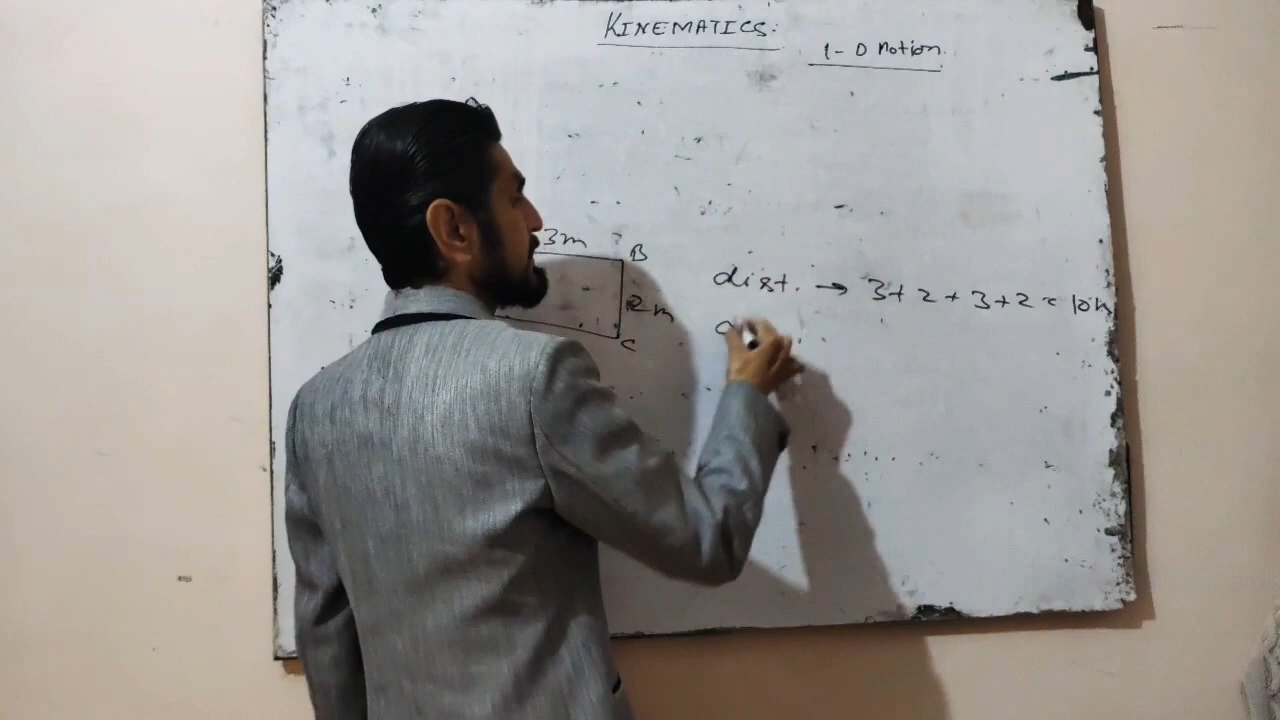 KINEMATICS:
1-D Motion.
3m
B
2m
C
dist. → 3+2+3+2 = 10m